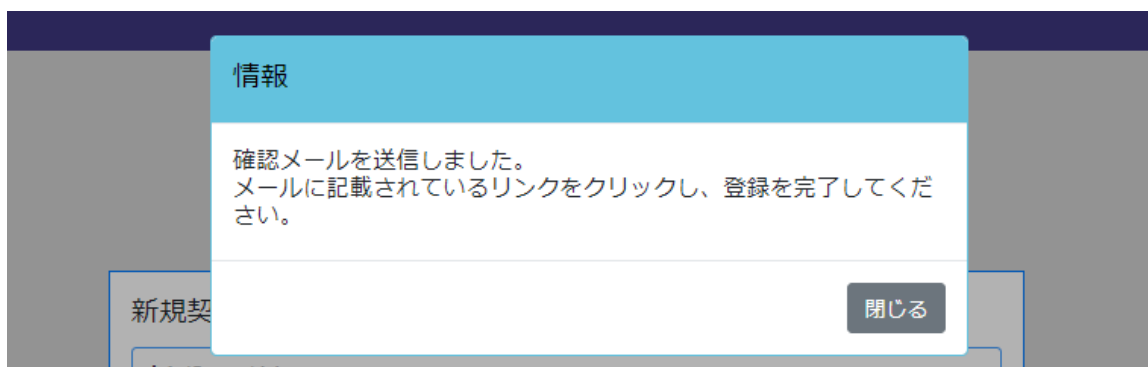 情報
確認メールを送信しました。
メールに記載されているリンクをクリックし、登録を完了してくだ
さい。
閉じる
新規契